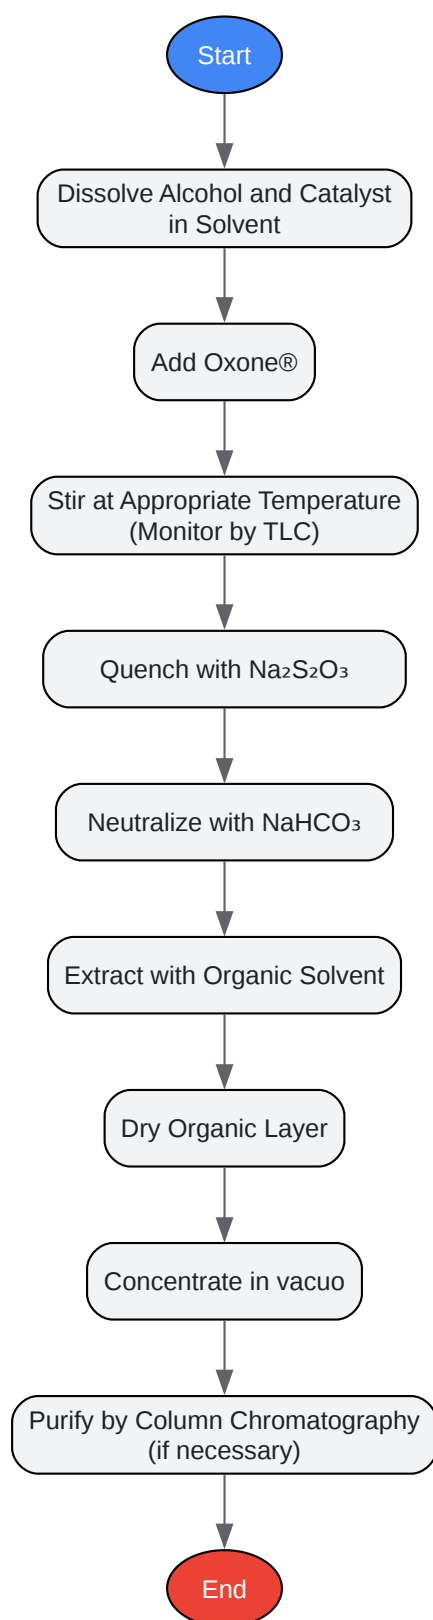 Start
Dissolve Alcohol and Catalyst
in Solvent
Add Oxone®
Stir at Appropriate Temperature
(Monitor by TLC)
Quench with Na₂S₂O₃
Neutralize with NaHCO₃
Extract with Organic Solvent
Dry Organic Layer
Concentrate in vacuo
Purify by Column Chromatography
(if necessary)
End